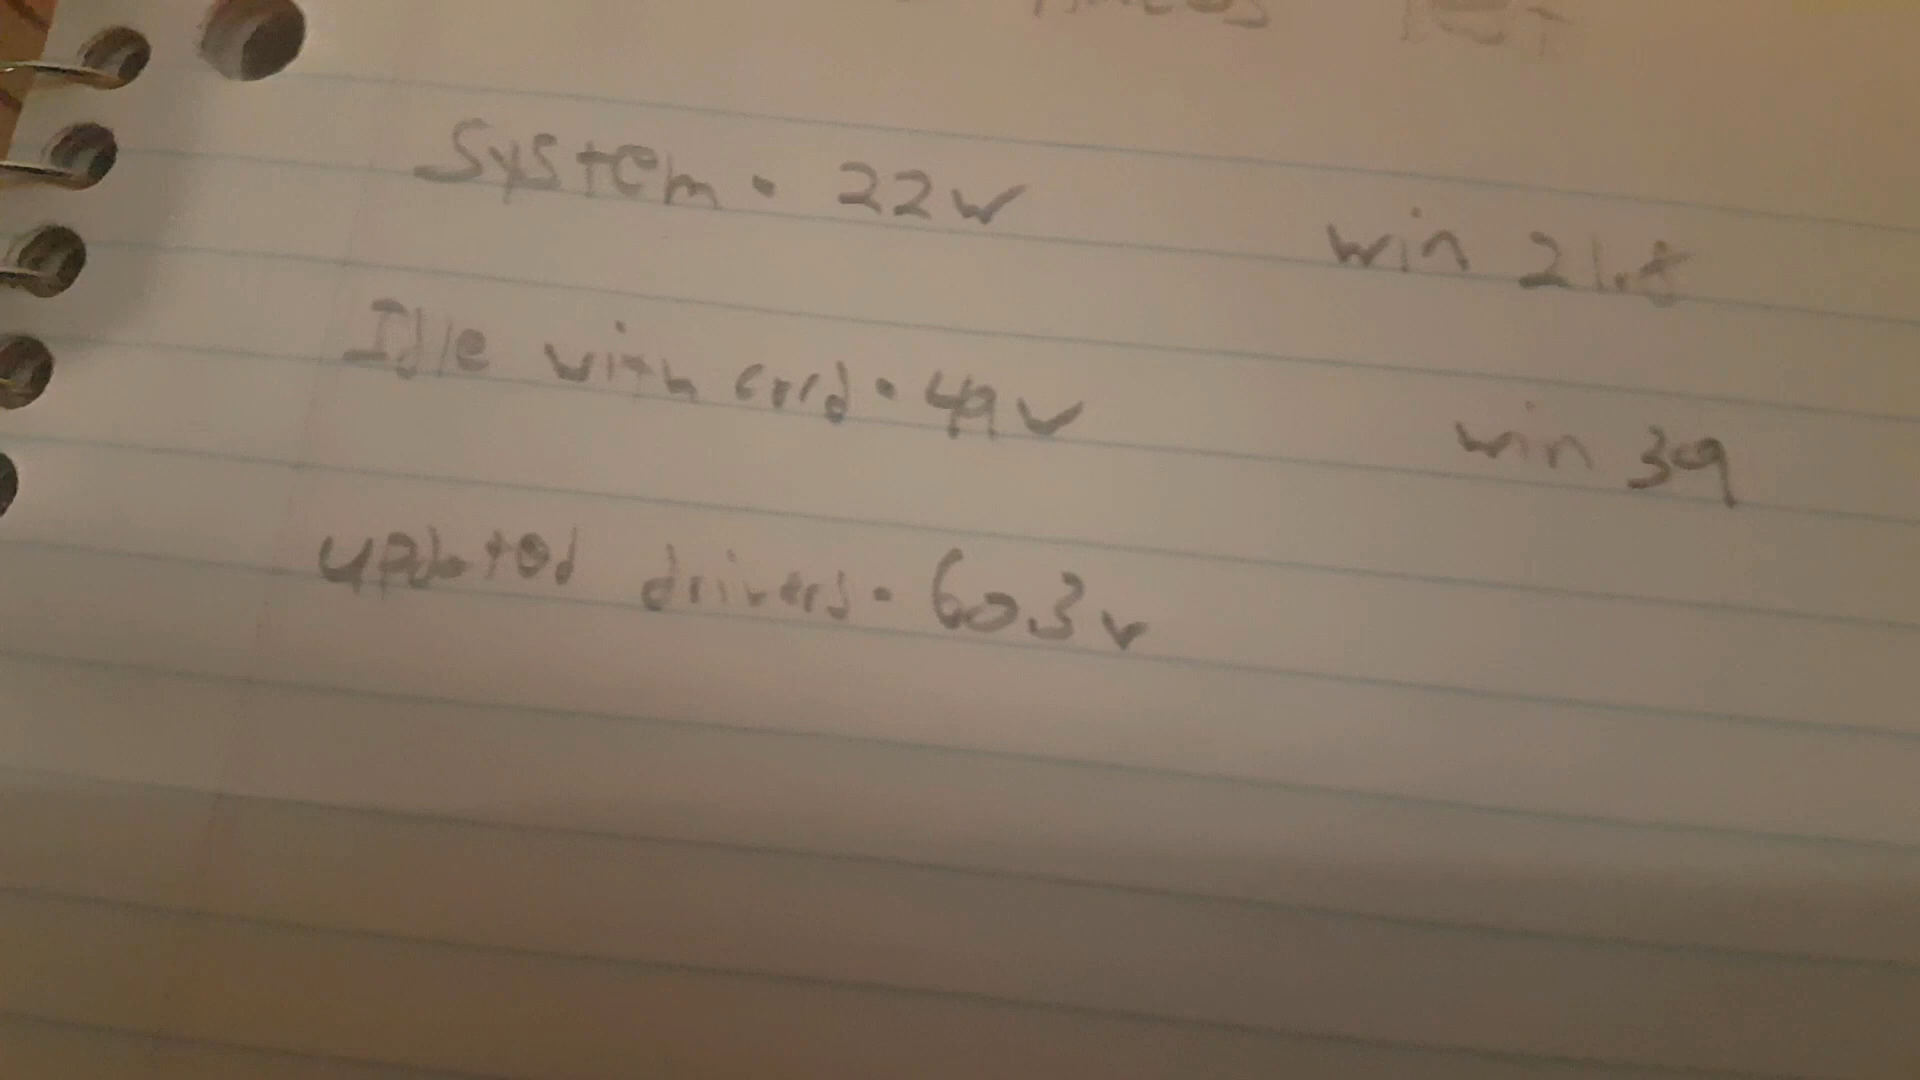 System • 22w win 21.8
Idle with card • 49w win 39
updated drivers • 60.3w